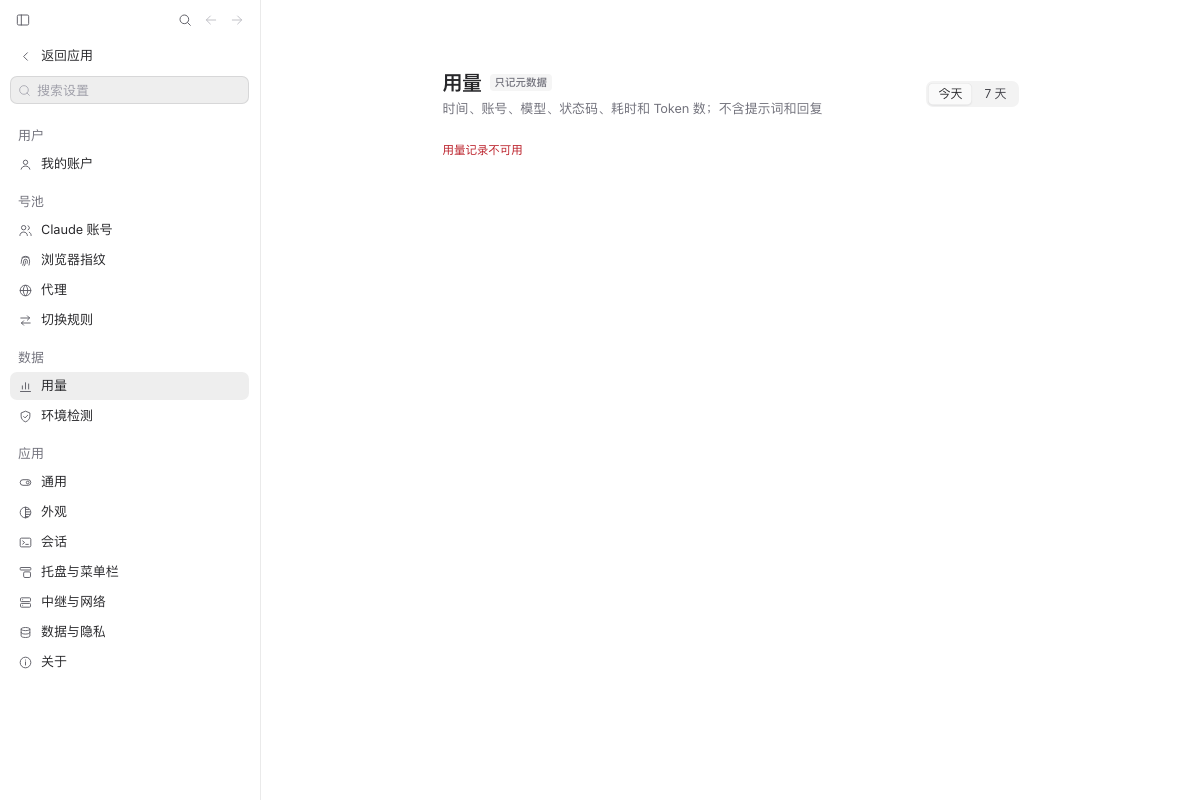 返回应用
搜索设置
用户
我的账户
号池
Claude 账号
浏览器指纹
代理
切换规则
数据
用量
环境检测
应用
通用
外观
会话
托盘与菜单栏
中继与网络
数据与隐私
关于
用量 只记元数据
时间、账号、模型、状态码、耗时和 Token 数；不含提示词和回复
今天 7 天
用量记录不可用